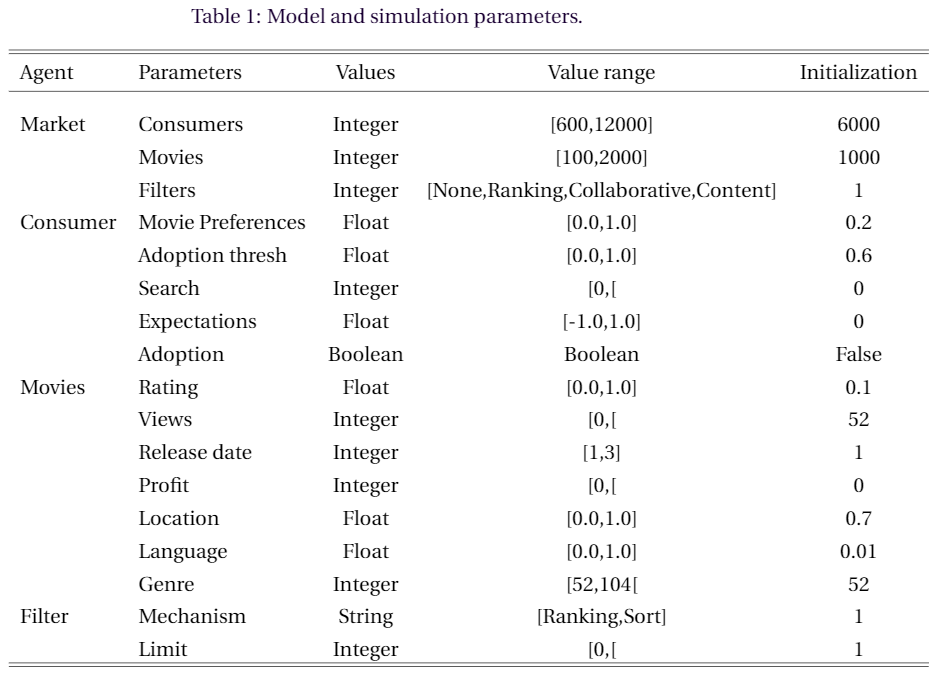 Table 1: Model and simulation parameters.
Agent Parameters Values Value range Initialization
Market Consumers Integer [600,12000] 6000
Movies Integer [100,2000] 1000
Filters Integer [None,Ranking,Collaborative,Content] 1
Consumer Movie Preferences Float [0.0,1.0] 0.2
Adoption thresh Float [0.0,1.0] 0.6
Search Integer [0,[ 0
Expectations Float [-1.0,1.0] 0
Adoption Boolean Boolean False
Movies Rating Float [0.0,1.0] 0.1
Views Integer [0,[ 52
Release date Integer [1,3] 1
Profit Integer [0,[ 0
Location Float [0.0,1.0] 0.7
Language Float [0.0,1.0] 0.01
Genre Integer [52,104[ 52
Filter Mechanism String [Ranking,Sort] 1
Limit Integer [0,[ 1